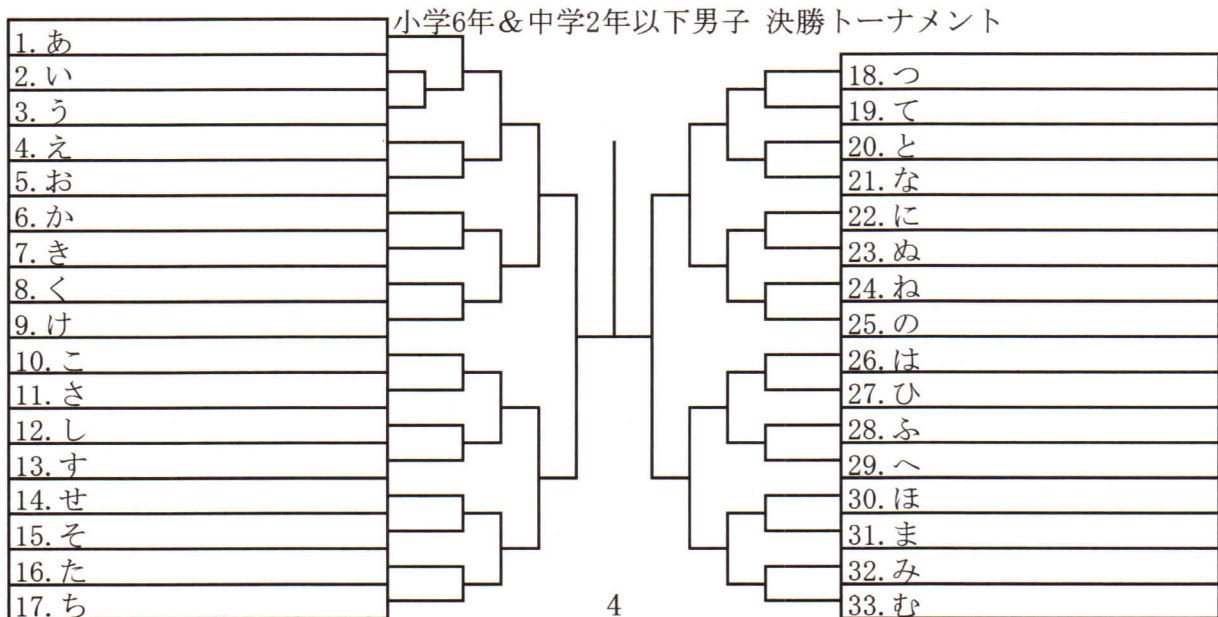 小学6年&中学2年以下男子 決勝トーナメント
1. あ
2. い
3. う
4. え
5. お
6. か
7. き
8. く
9. け
10. こ
11. さ
12. し
13. す
14. せ
15. そ
16. た
17. ち
18. つ
19. て
20. と
21. な
22. に
23. ぬ
24. ね
25. の
26. は
27. ひ
28. ふ
29. へ
30. ほ
31. ま
32. み
33. む
4